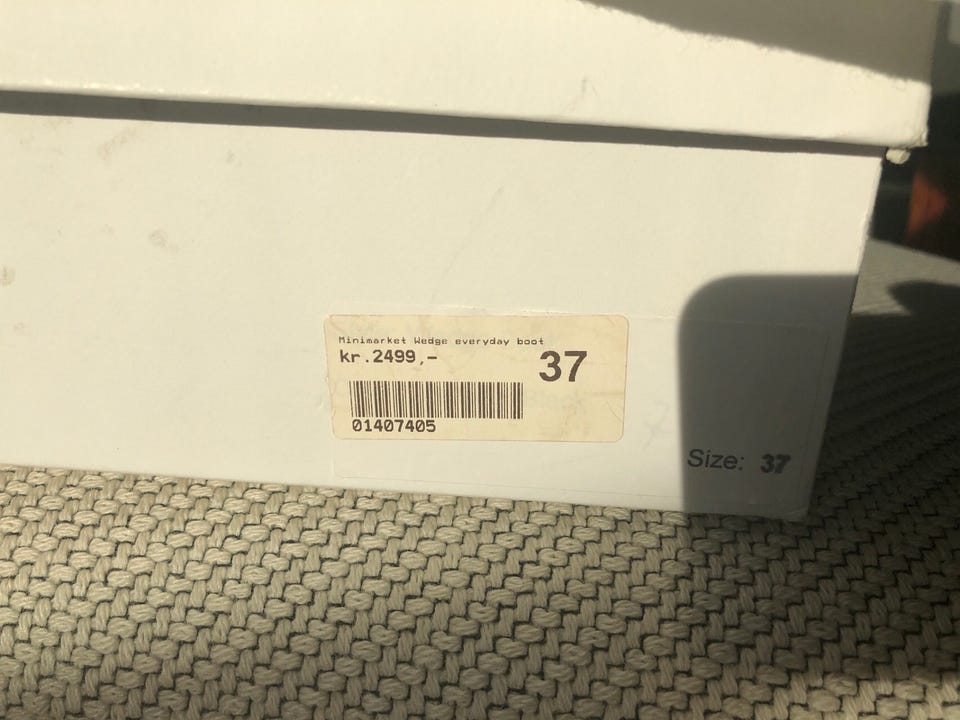 Minimarket Wedge everyday boot
kr.2499,-
37
01407405
Size: 37